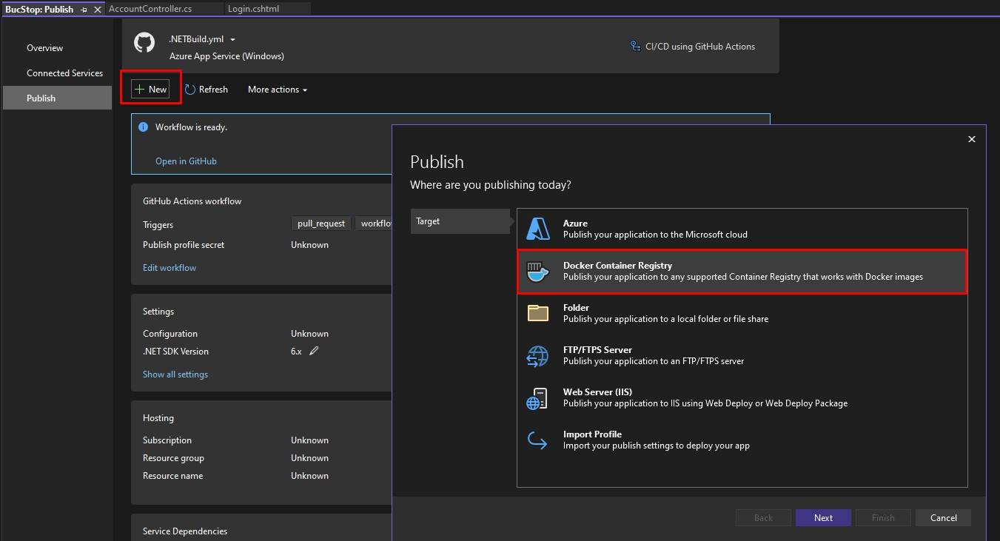 BucStop: Publish
AccountController.cs
Login.cshtml
Overview
Connected Services
Publish
.NETBuild.yml
Azure App Service (Windows)
CI/CD using GitHub Actions
New
Refresh
More actions
Workflow is ready.
Open in GitHub
GitHub Actions workflow
Triggers
pull_request
Publish profile secret
Unknown
Edit workflow
Settings
Configuration
Unknown
.NET SDK Version
6.x
Show all settings
Hosting
Subscription
Unknown
Resource group
Unknown
Resource name
Unknown
Service Dependencies
Publish
Where are you publishing today?
Target
Azure
Publish your application to the Microsoft cloud
Docker Container Registry
Publish your application to any supported Container Registry that works with Docker images
Folder
Publish your application to a local folder or file share
FTP/FTPS Server
Publish your application to an FTP/FTPS server
Web Server (IIS)
Publish your application to IIS using Web Deploy or Web Deploy Package
Import Profile
Import your publish settings to deploy your app
Back
Next
Finish
Cancel